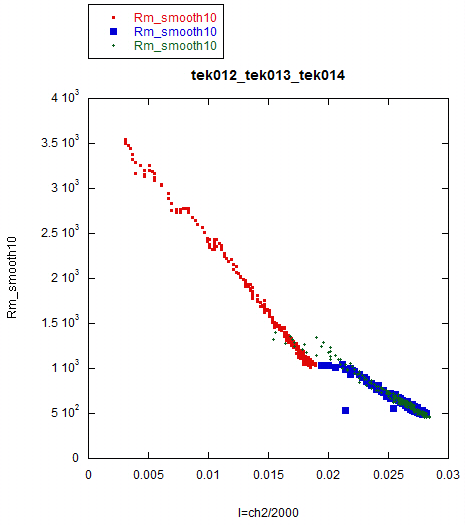 Rm_smooth10
Rm_smooth10
Rm_smooth10
tek012_tek013_tek014
4 10³
3.5 10³
3 10³
2.5 10³
2 10³
1.5 10³
1 10³
5 10²
0
Rm_smooth10
0 0.005 0.01 0.015 0.02 0.025 0.03
I=ch2/2000